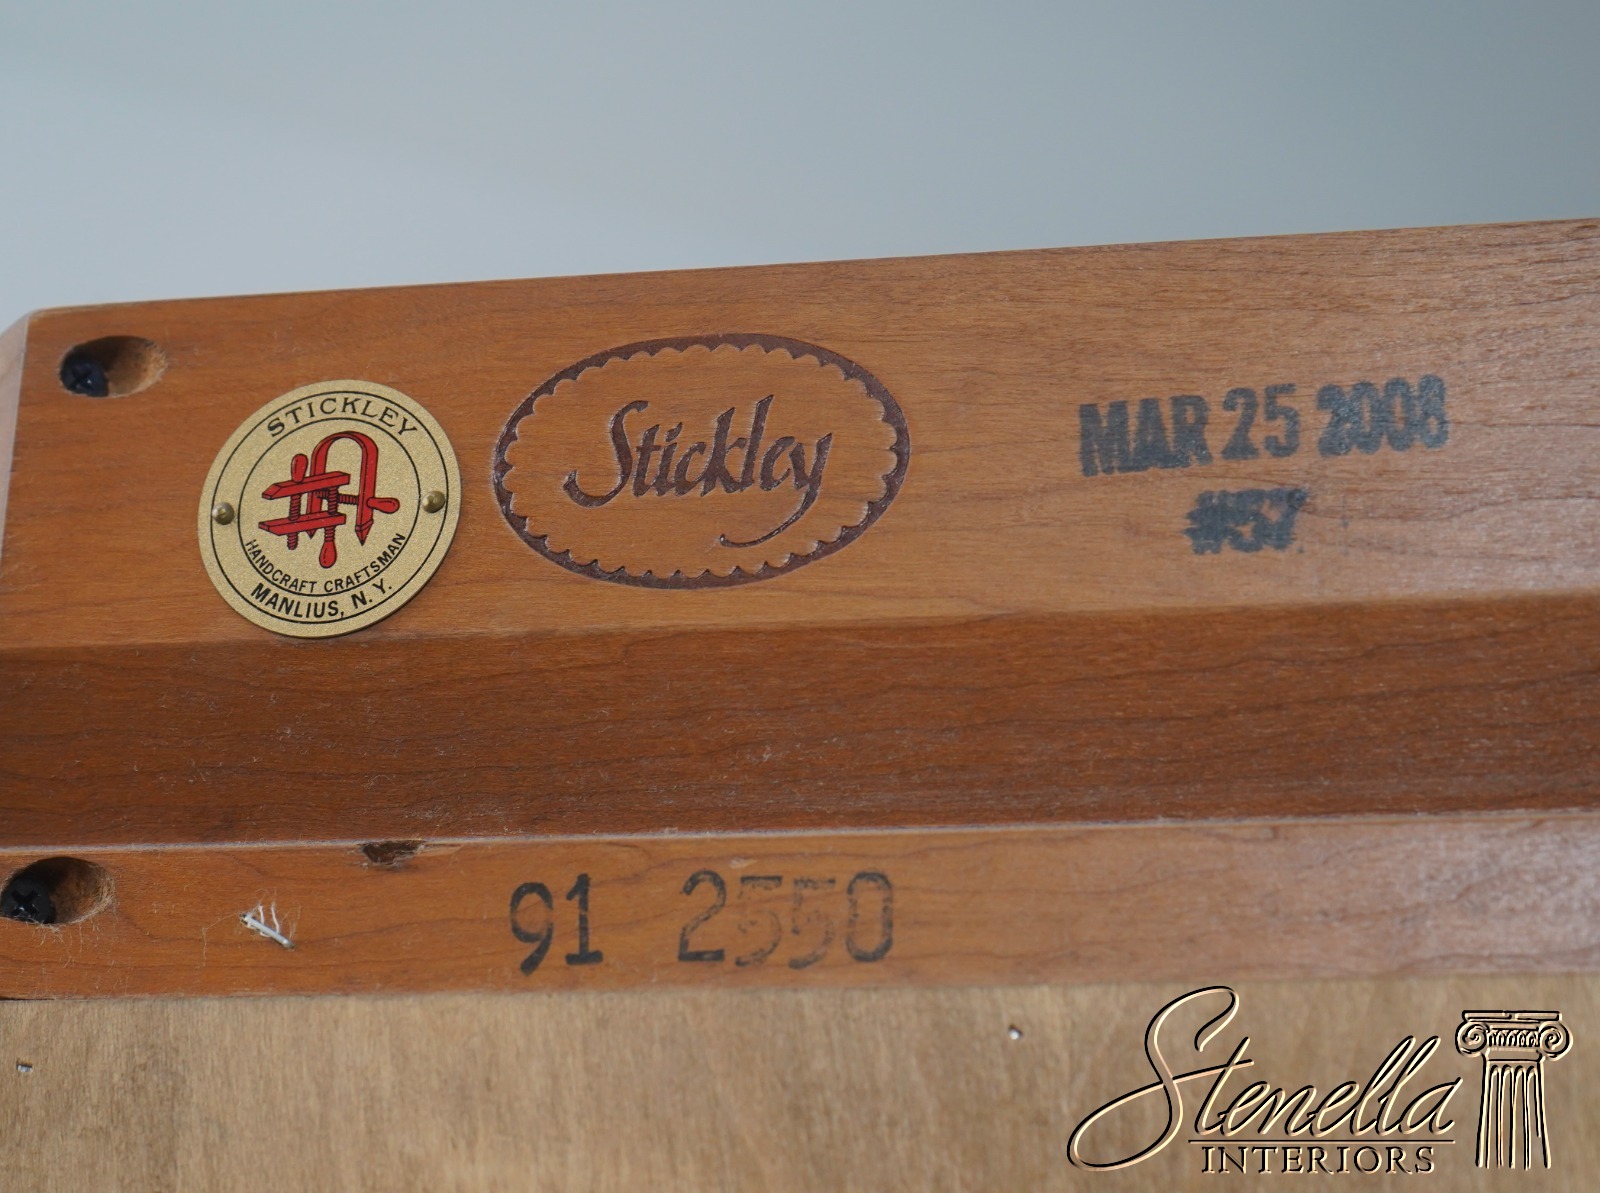 STICKLEY
HANDCRAFT CRAFTSMAN
MANLIUS, N.Y.
Stickley
MAR 25 2008
#57
91 2550
Stenella
INTERIORS